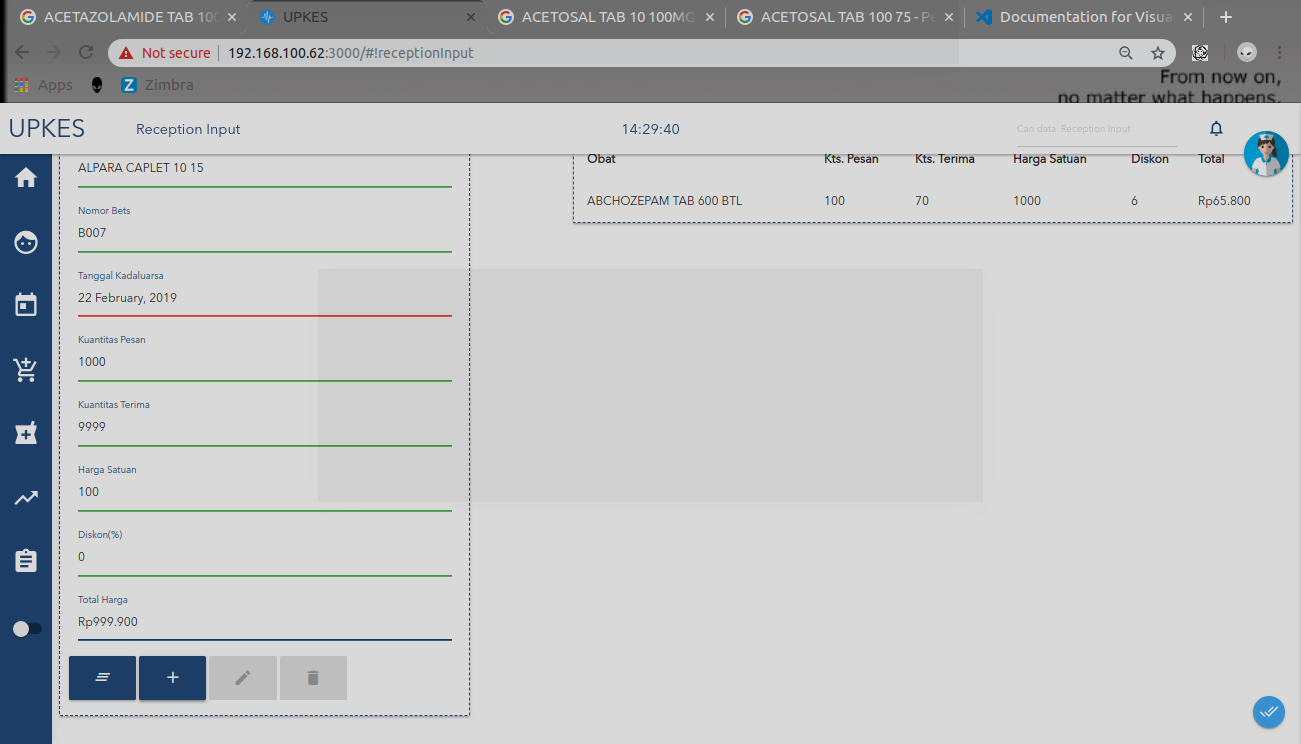 ACETAZOLAMIDE TAB 100
UPKES
ACETOSAL TAB 10 100MG
ACETOSAL TAB 100 75 - Pe
Documentation for Visua
Not secure
192.168.100.62:3000/#!receptionInput
Apps
Zimbra
From now on,
no matter what happens.
UPKES
Reception Input
14:29:40
Cari data Reception Input
ALPARA CAPLET 10 15
Nomor Bets
B007
Tanggal Kadaluarsa
22 February, 2019
Kuantitas Pesan
1000
Kuantitas Terima
9999
Harga Satuan
100
Diskon(%)
0
Total Harga
Rp999.900
Obat Kts. Pesan Kts. Terima Harga Satuan Diskon Total
ABCHOZEPAM TAB 600 BTL 100 70 1000 6 Rp65.800